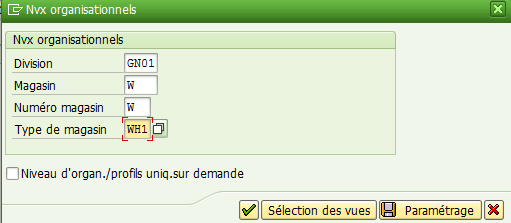 Nvx organisationnels
Nvx organisationnels
Division GN01
Magasin W
Numéro magasin W
Type de magasin WH1
Niveau d'organ./profils uniq.sur demande
Sélection des vues Paramétrage